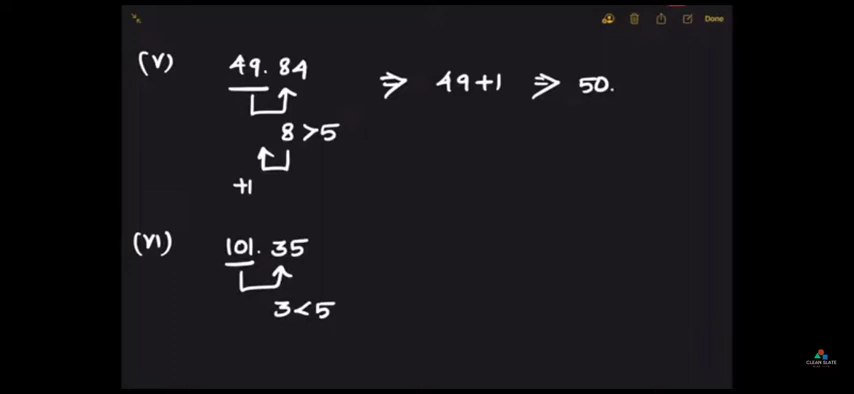 Done
(V) 49.84 ⇒ 49+1 ⇒ 50.
8>5
+1
(VI) 101.35
3<5
CLEAN SLATE